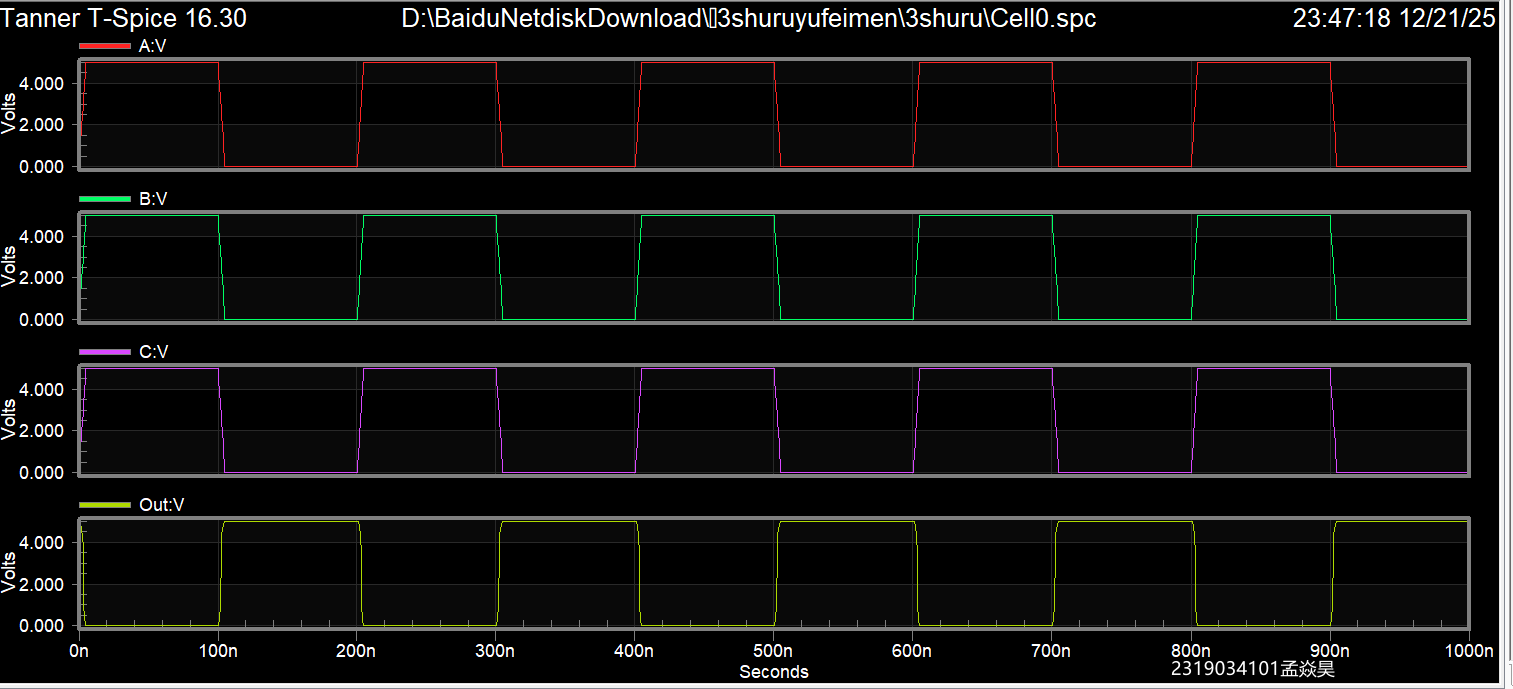 Tanner T-Spice 16.30 D:\BaiduNetdiskDownload\▯3shuruyufeimen\3shuru\Cell0.spc 23:47:18 12/21/25
A:V
4.000
2.000
0.000
Volts
B:V
4.000
2.000
0.000
Volts
C:V
4.000
2.000
0.000
Volts
Out:V
4.000
2.000
0.000
Volts
0n 100n 200n 300n 400n 500n 600n 700n 800n 900n 1000n
Seconds
2319034101孟焱昊